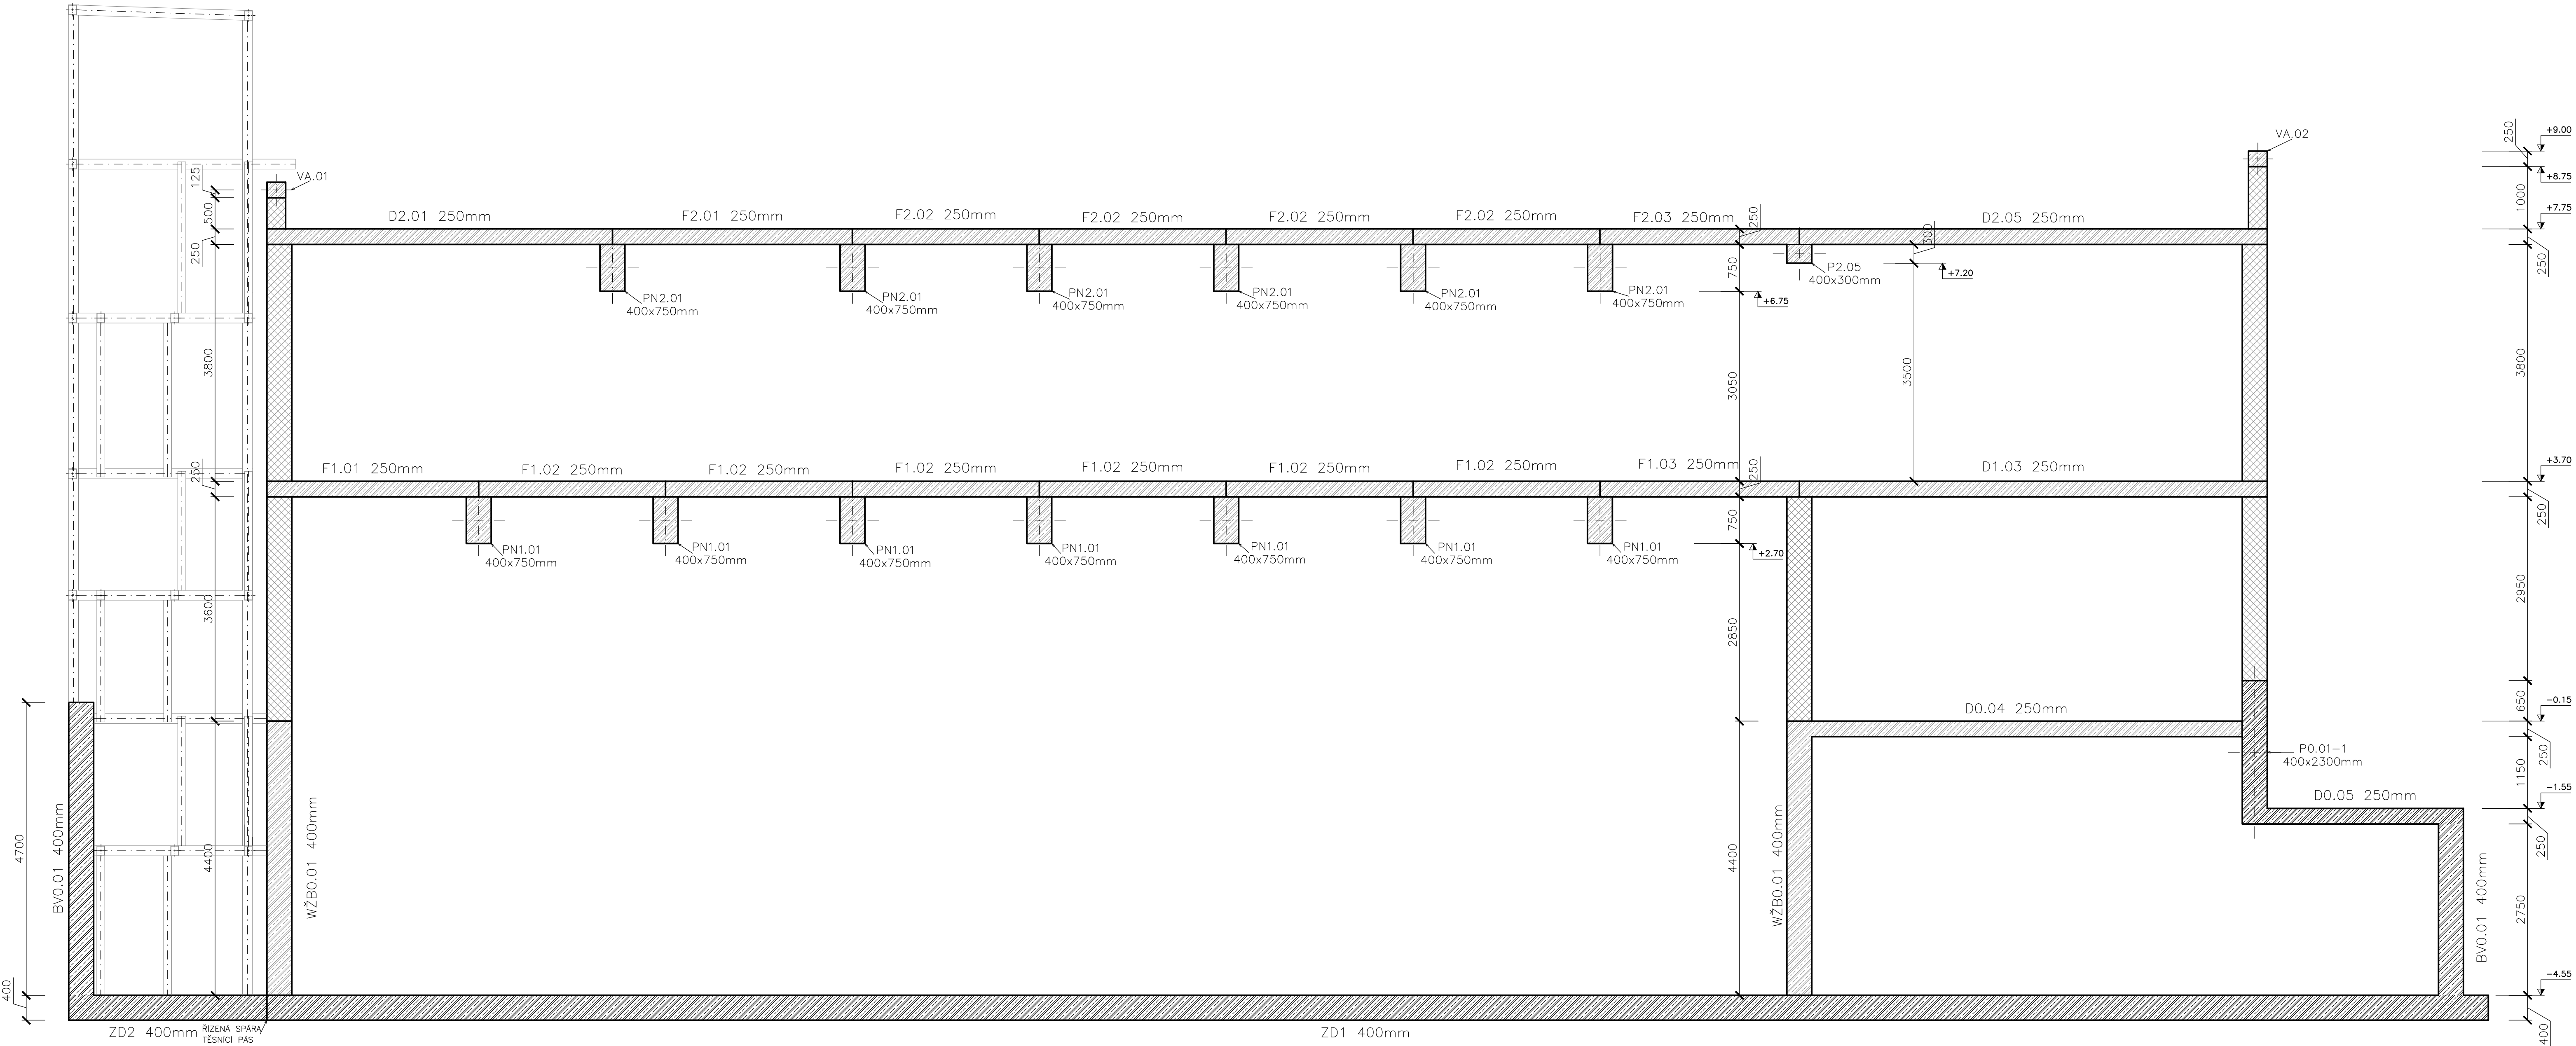 VA.02
250
+9.00
+8.75
1000
+7.75
VA.01
125
500
250
D2.01 250mm
F2.01 250mm
F2.02 250mm
F2.02 250mm
F2.02 250mm
F2.02 250mm
F2.03 250mm
250
D2.05 250mm
300
250
750
P2.05
400x300mm
+7.20
PN2.01
400x750mm
PN2.01
400x750mm
PN2.01
400x750mm
PN2.01
400x750mm
PN2.01
400x750mm
PN2.01
400x750mm
+6.75
3800
3050
3500
3800
250
F1.01 250mm
F1.02 250mm
F1.02 250mm
F1.02 250mm
F1.02 250mm
F1.02 250mm
F1.02 250mm
F1.03 250mm
250
D1.03 250mm
+3.70
250
750
PN1.01
400x750mm
PN1.01
400x750mm
PN1.01
400x750mm
PN1.01
400x750mm
PN1.01
400x750mm
PN1.01
400x750mm
PN1.01
400x750mm
+2.70
3600
2850
2950
650
-0.15
D0.04 250mm
250
P0.01-1
400x2300mm
1150
-1.55
D0.05 250mm
250
4700
BV0.01 400mm
4400
WŽB0.01 400mm
4400
WŽB0.01 400mm
BV0.01 400mm
2750
-4.55
400
400
ZD2 400mm
ŘÍZENÁ SPÁRA
TĚSNÍCÍ PÁS
ZD1 400mm